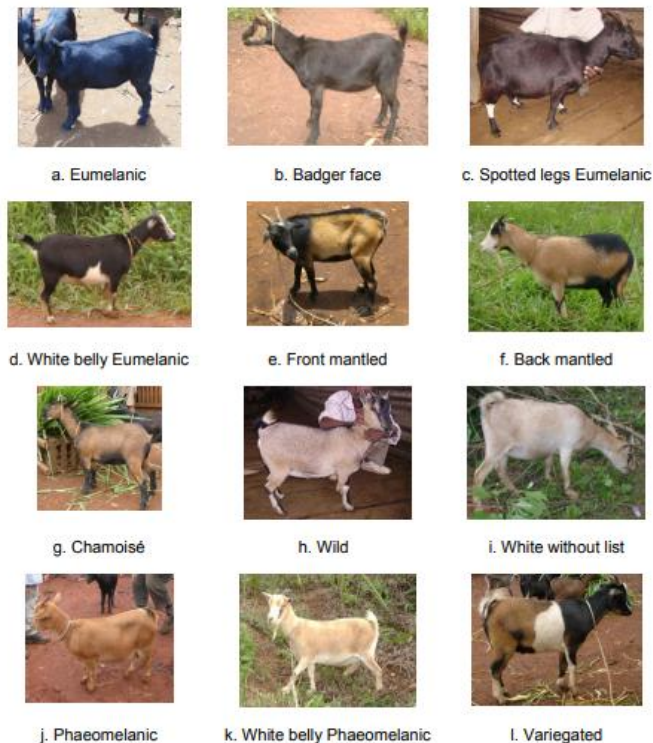 a. Eumelanic
b. Badger face
c. Spotted legs Eumelanic
d. White belly Eumelanic
e. Front mantled
f. Back mantled
g. Chamoisé
h. Wild
i. White without list
j. Phaeomelanic
k. White belly Phaeomelanic
l. Variegated